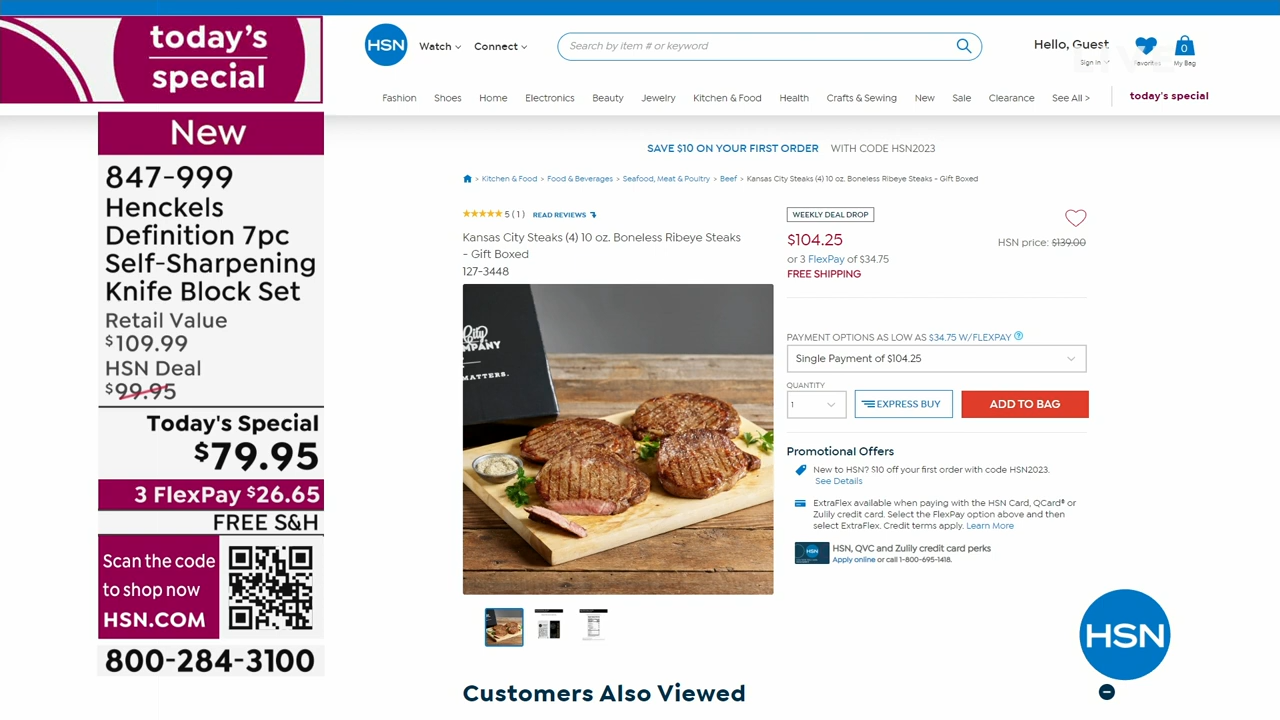 today's
special
New
847-999
Henckels
Definition 7pc
Self-Sharpening
Knife Block Set
Retail Value
$109.99
HSN Deal
$99.95
Today's Special
$79.95
3 FlexPay $26.65
FREE S&H
Scan the code
to shop now
HSN.COM
800-284-3100
HSN
Watch
Connect
Search by item # or keyword
Hello, Guest
Sign In
Favorites
0
My Bag
Fashion
Shoes
Home
Electronics
Beauty
Jewelry
Kitchen & Food
Health
Crafts & Sewing
New
Sale
Clearance
See All >
today's special
SAVE $10 ON YOUR FIRST ORDER WITH CODE HSN2023
> Kitchen & Food > Food & Beverages > Seafood, Meat & Poultry > Beef > Kansas City Steaks (4) 10 oz. Boneless Ribeye Steaks - Gift Boxed
5 ( 1 ) READ REVIEWS
Kansas City Steaks (4) 10 oz. Boneless Ribeye Steaks
- Gift Boxed
127-3448
City
MPANY
MATTERS.
WEEKLY DEAL DROP
$104.25
HSN price: $139.00
or 3 FlexPay of $34.75
FREE SHIPPING
PAYMENT OPTIONS AS LOW AS $34.75 W/FLEXPAY ?
Single Payment of $104.25
QUANTITY
1
EXPRESS BUY
ADD TO BAG
Promotional Offers
New to HSN? $10 off your first order with code HSN2023.
See Details
ExtraFlex available when paying with the HSN Card, QCard® or
Zulily credit card. Select the FlexPay option above and then
select ExtraFlex. Credit terms apply. Learn More
HSN
HSN, QVC and Zulily credit card perks
Apply online or call 1-800-695-1418.
HSN
Customers Also Viewed